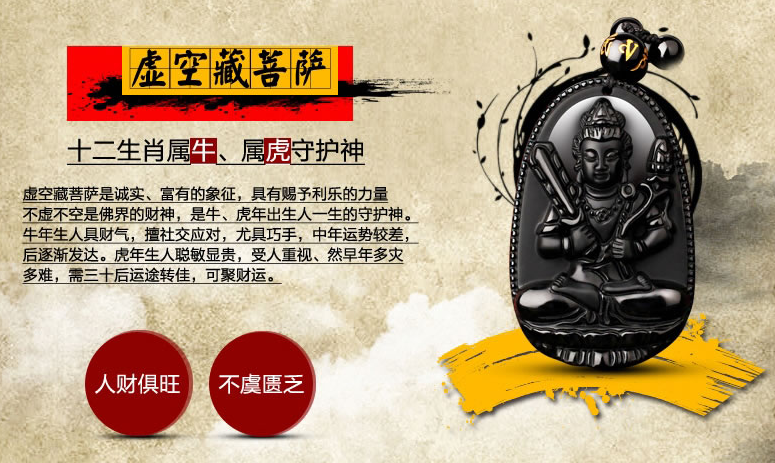 虚空藏菩萨
十二生肖属牛、属虎守护神
虚空藏菩萨是诚实、富有的象征，具有赐予利乐的力量
不虚不空是佛界的财神，是牛、虎年出生人一生的守护神。
牛年生人具财气，擅社交应对，尤具巧手，中年运势较差，
后逐渐发达。虎年生人聪敏显贵，受人重视、然早年多灾
多难，需三十后运途转佳，可聚财运。
人财俱旺
不虞匮乏